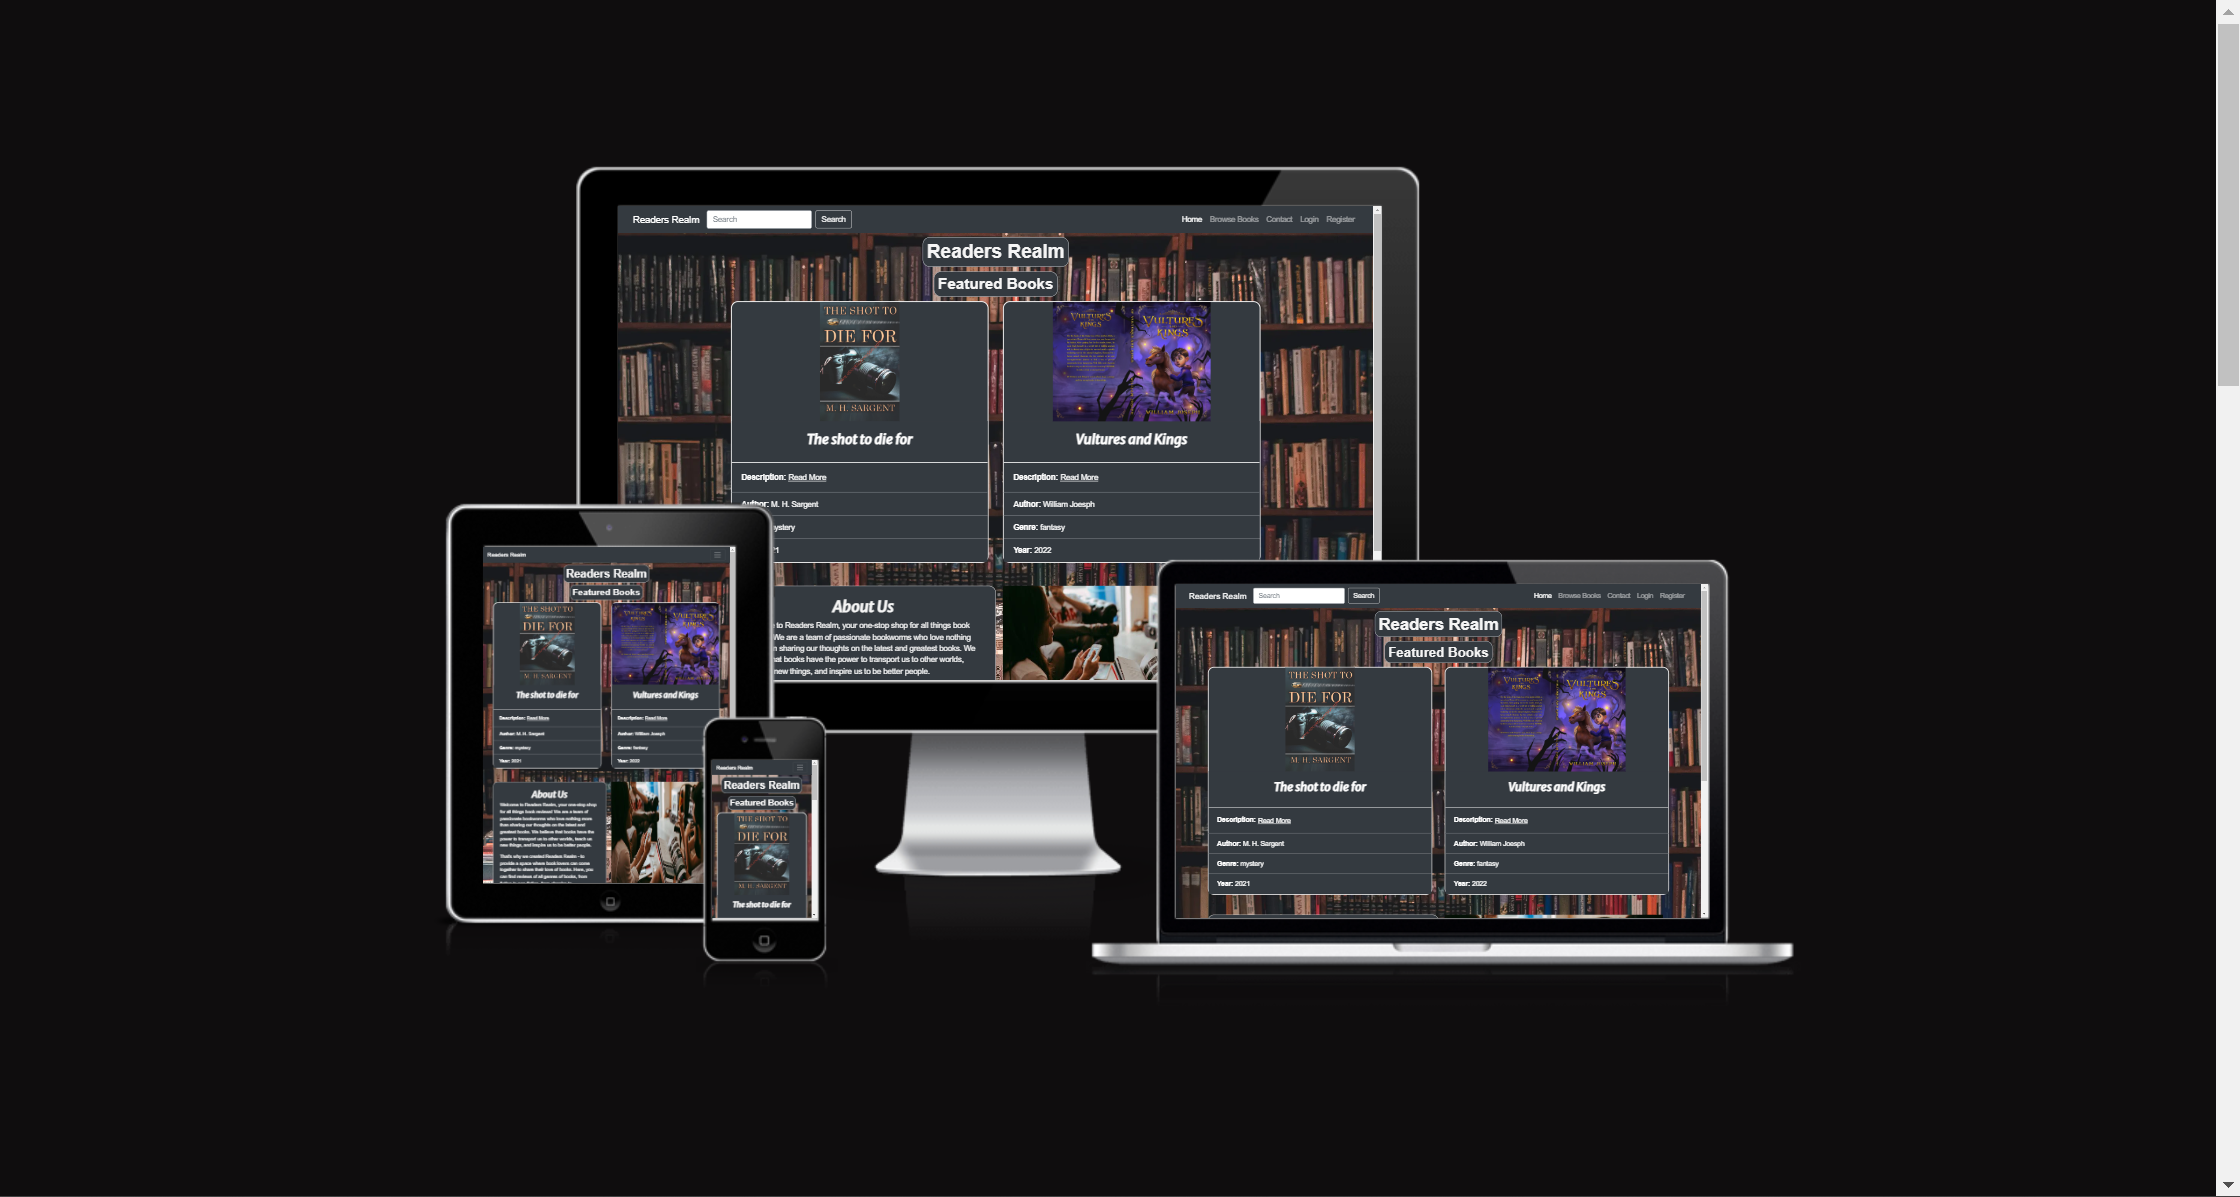 Readers Realm
Search
Search
Home Browse Books Contact Login Register
Readers Realm
Featured Books
THE SHOT TO
DIE FOR
M. H. SARGENT
The shot to die for
Description: Read More
Author: M. H. Sargent
ystery
VULTURES
KINGS
VULTURES
KINGS
WILLIAM JOESPH
Vultures and Kings
Description: Read More
Author: William Joesph
Genre: fantasy
Year: 2022
About Us
to Readers Realm, your one-stop shop for all things book
We are a team of passionate bookworms who love nothing
n sharing our thoughts on the latest and greatest books. We
at books have the power to transport us to other worlds,
new things, and inspire us to be better people.
Readers Realm
Readers Realm
Featured Books
THE SHOT TO
DIE FOR
M. H. SARGENT
The shot to die for
Description: Read More
Author: M. H. Sargent
Genre: mystery
Year: 2021
VULTURES
KINGS
VULTURES
KINGS
Vultures and Kings
Description: Read More
Author: William Joesph
Genre: fantasy
Year: 2022
About Us
Welcome to Readers Realm, your one-stop shop
for all things book reviews! We are a team of
passionate bookworms who love nothing more
than sharing our thoughts on the latest and
greatest books. We believe that books have the
power to transport us to other worlds, teach us
new things, and inspire us to be better people.
That's why we created Readers Realm - to
provide a space where book lovers can come
together to share their love of books. Here, you
can find reviews of all genres of books, from
Readers Realm
Readers Realm
Featured Books
THE SHOT TO
DIE FOR
M. H. SARGENT
The shot to die for
Readers Realm
Search
Search
Home Browse Books Contact Login Register
Readers Realm
Featured Books
THE SHOT TO
DIE FOR
M. H. SARGENT
The shot to die for
Description: Read More
Author: M. H. Sargent
Genre: mystery
Year: 2021
VULTURES
KINGS
VULTURES
KINGS
Vultures and Kings
Description: Read More
Author: William Joesph
Genre: fantasy
Year: 2022